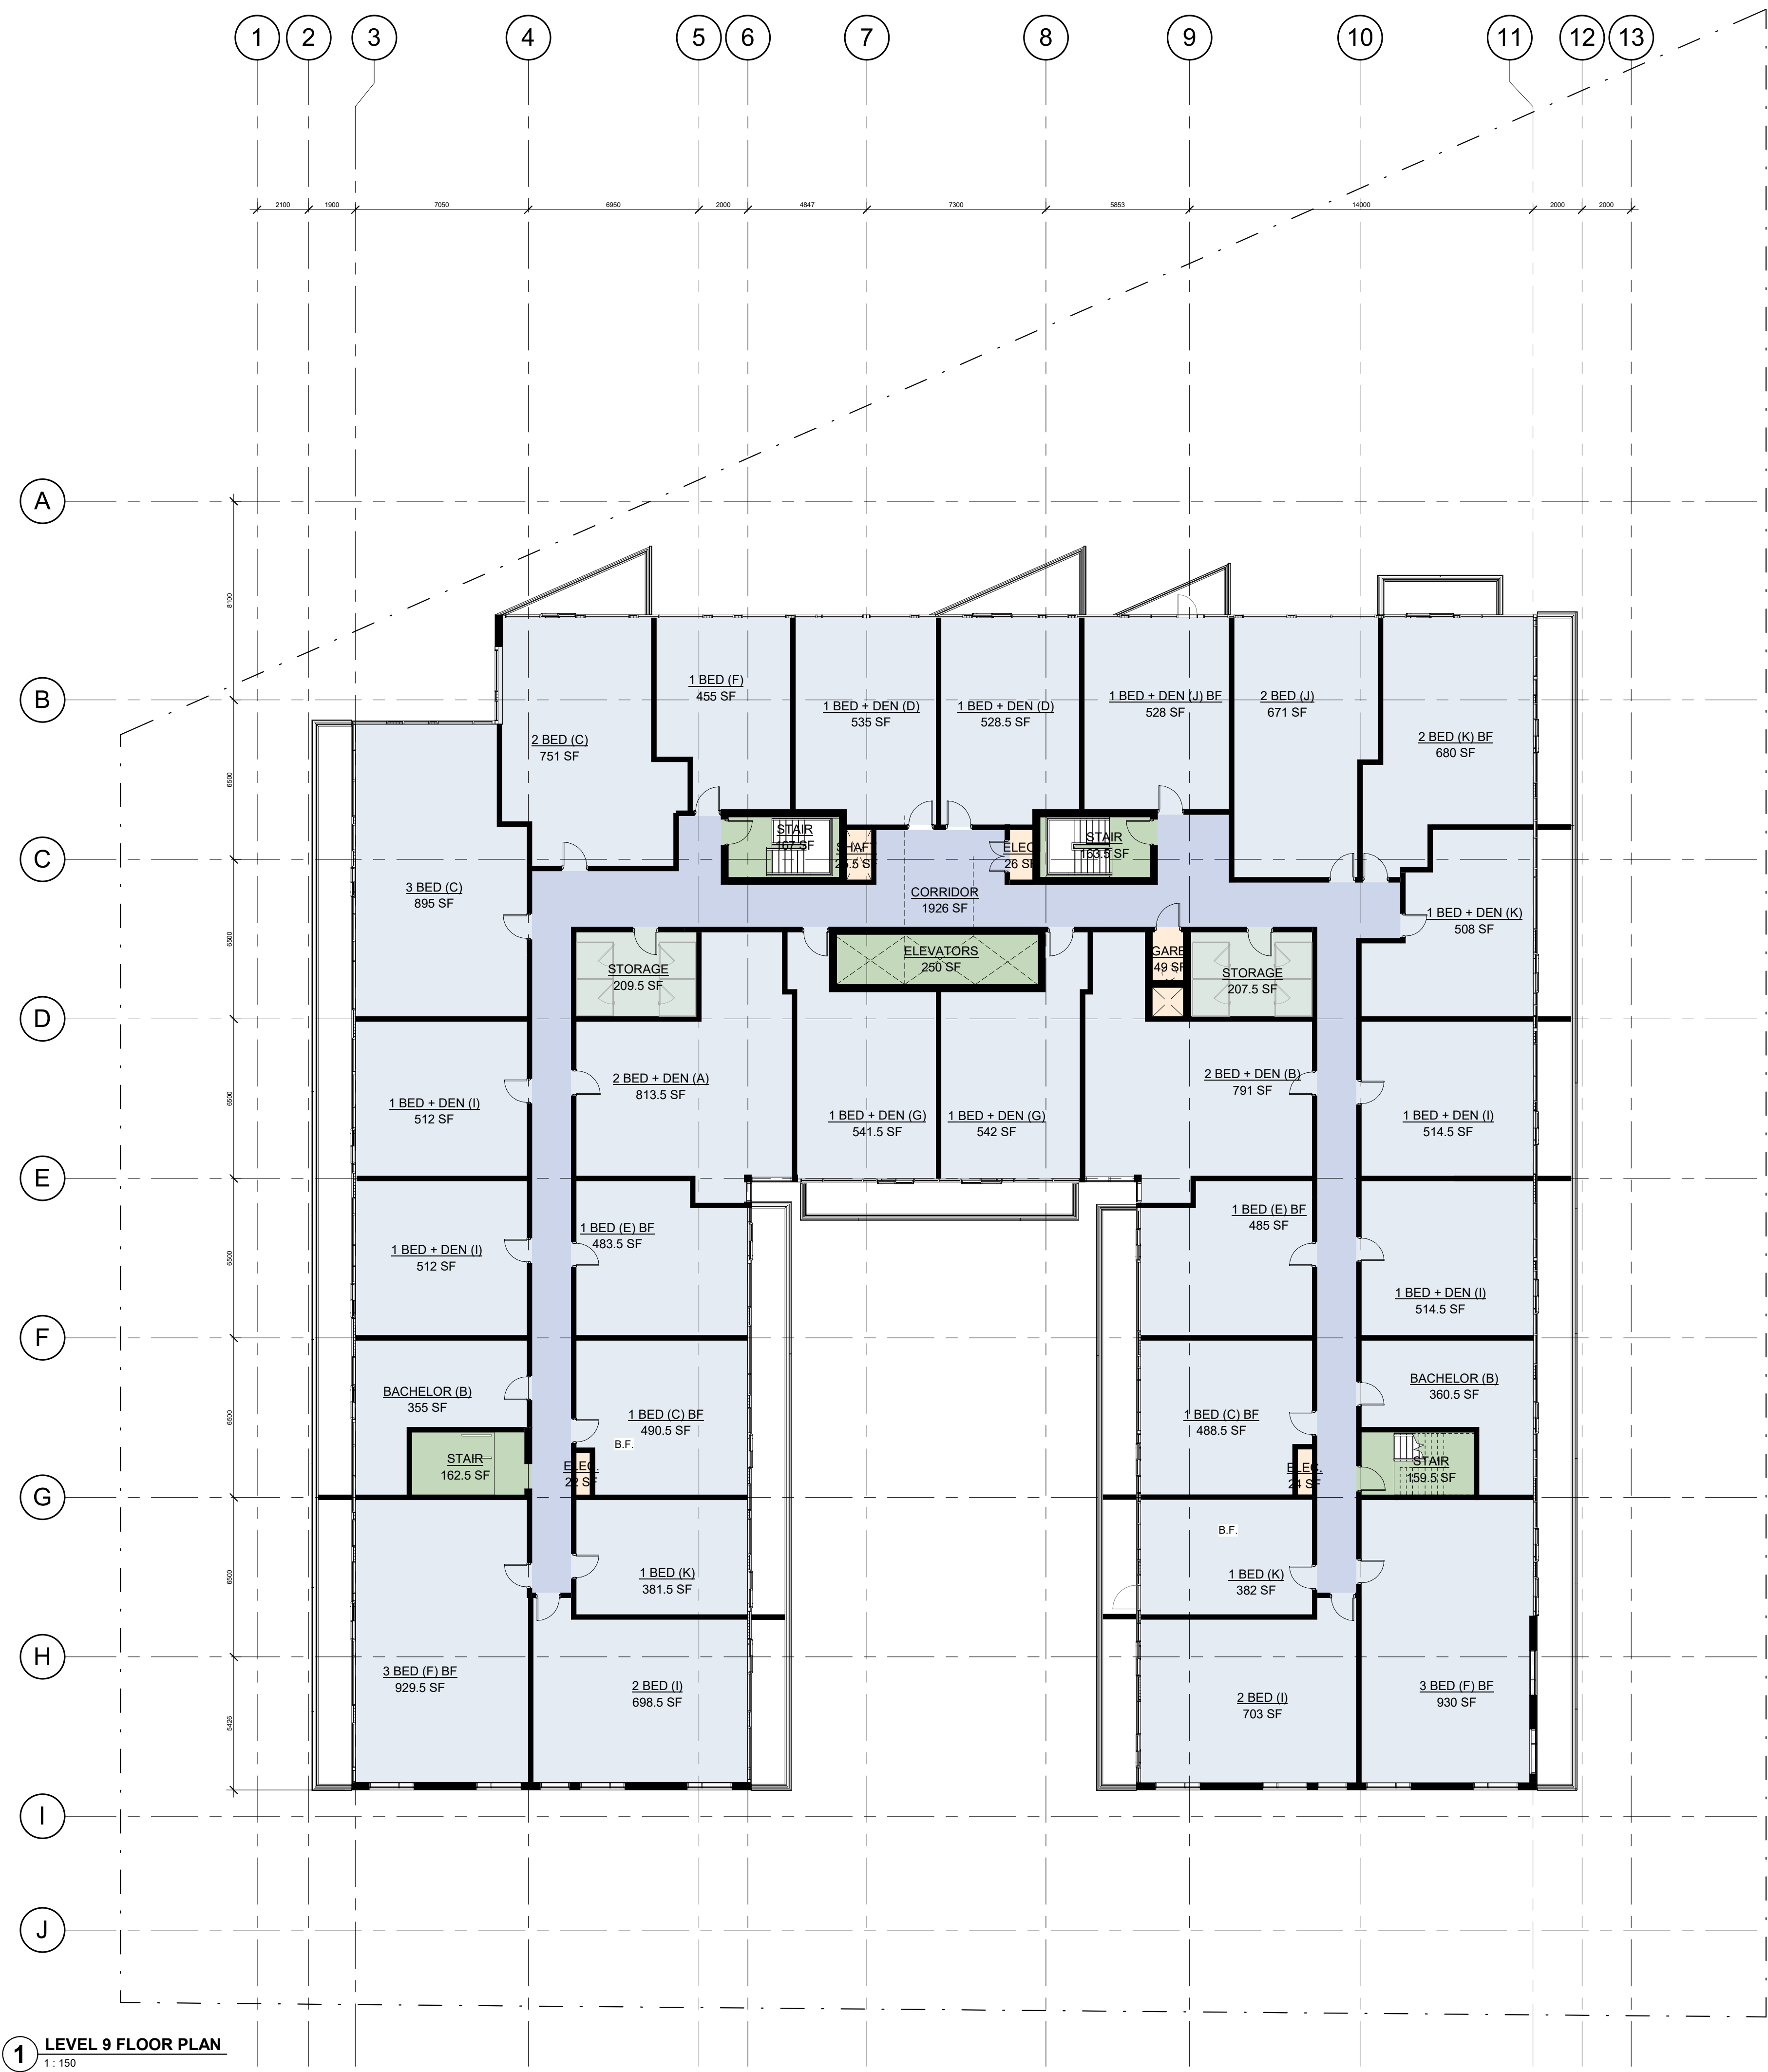 1 2 3 4 5 6 7 8 9 10 11 12 13
2100 1900 7050 6950 2000 4847 7300 5853 14000 2000 2000
A
8100
B
1 BED (F)
455 SF
1 BED + DEN (D)
535 SF
1 BED + DEN (D)
528.5 SF
1 BED + DEN (J) BF
528 SF
2 BED (J)
671 SF
2 BED (C)
751 SF
2 BED (K) BF
680 SF
6500
STAIR
167 SF
SHAFT
ELEC.
26 SF
STAIR
163.5 SF
C
3 BED (C)
895 SF
CORRIDOR
1926 SF
1 BED + DEN (K)
508 SF
6500
STORAGE
209.5 SF
ELEVATORS
250 SF
GARB
49 SF
STORAGE
207.5 SF
D
2 BED + DEN (A)
813.5 SF
2 BED + DEN (B)
791 SF
6500
1 BED + DEN (I)
512 SF
1 BED + DEN (G)
541.5 SF
1 BED + DEN (G)
542 SF
1 BED + DEN (I)
514.5 SF
E
1 BED (E) BF
483.5 SF
1 BED (E) BF
485 SF
6500
1 BED + DEN (I)
512 SF
1 BED + DEN (I)
514.5 SF
F
BACHELOR (B)
355 SF
BACHELOR (B)
360.5 SF
6500
1 BED (C) BF
490.5 SF
B.F.
1 BED (C) BF
488.5 SF
STAIR
162.5 SF
ELEC.
22 SF
ELEC.
24 SF
STAIR
159.5 SF
G
B.F.
6500
1 BED (K)
381.5 SF
1 BED (K)
382 SF
H
3 BED (F) BF
929.5 SF
2 BED (I)
698.5 SF
2 BED (I)
703 SF
3 BED (F) BF
930 SF
5426
I
J
1 LEVEL 9 FLOOR PLAN
1 : 150